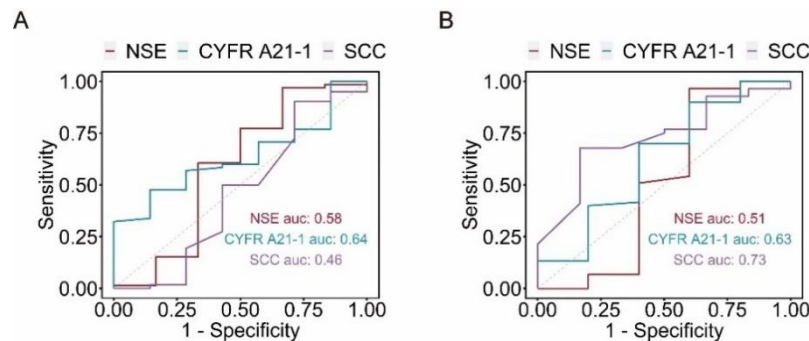 A
NSE CYFR A21-1 SCC
Sensitivity
1.00
0.75
0.50
0.25
0.00
NSE auc: 0.58
CYFR A21-1 auc: 0.64
SCC auc: 0.46
0.00 0.25 0.50 0.75 1.00
1 - Specificity
B
NSE CYFR A21-1 SCC
Sensitivity
1.00
0.75
0.50
0.25
0.00
NSE auc: 0.51
CYFR A21-1 auc: 0.63
SCC auc: 0.73
0.00 0.25 0.50 0.75 1.00
1 - Specificity